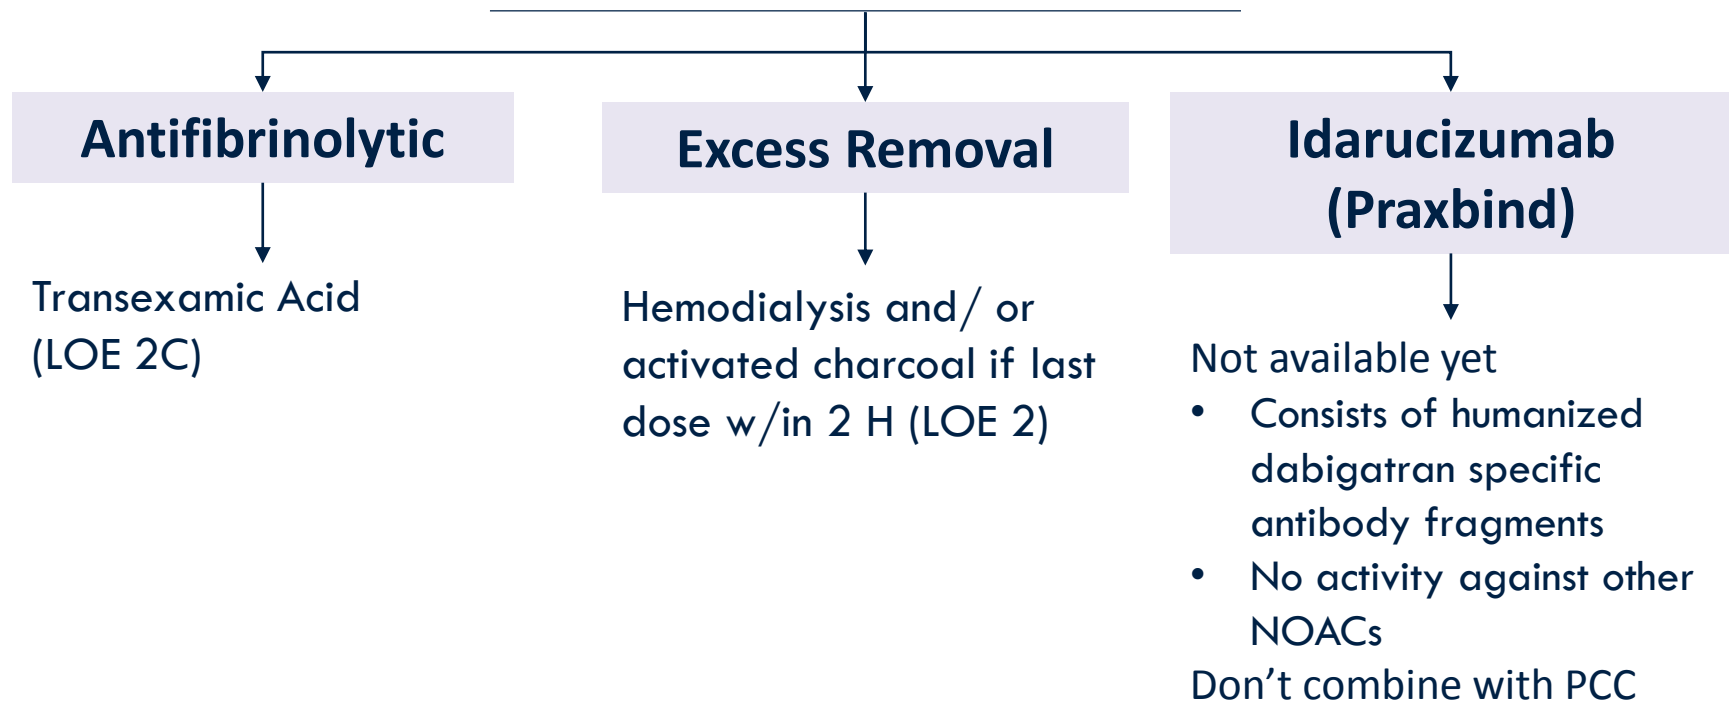 Antifibrinolytic
Transexamic Acid
(LOE 2C)
Excess Removal
Hemodialysis and/ or
activated charcoal if last
dose w/in 2 H (LOE 2)
Idarucizumab
(Praxbind)
Not available yet
• Consists of humanized
dabigatran specific
antibody fragments
• No activity against other
NOACs
Don’t combine with PCC